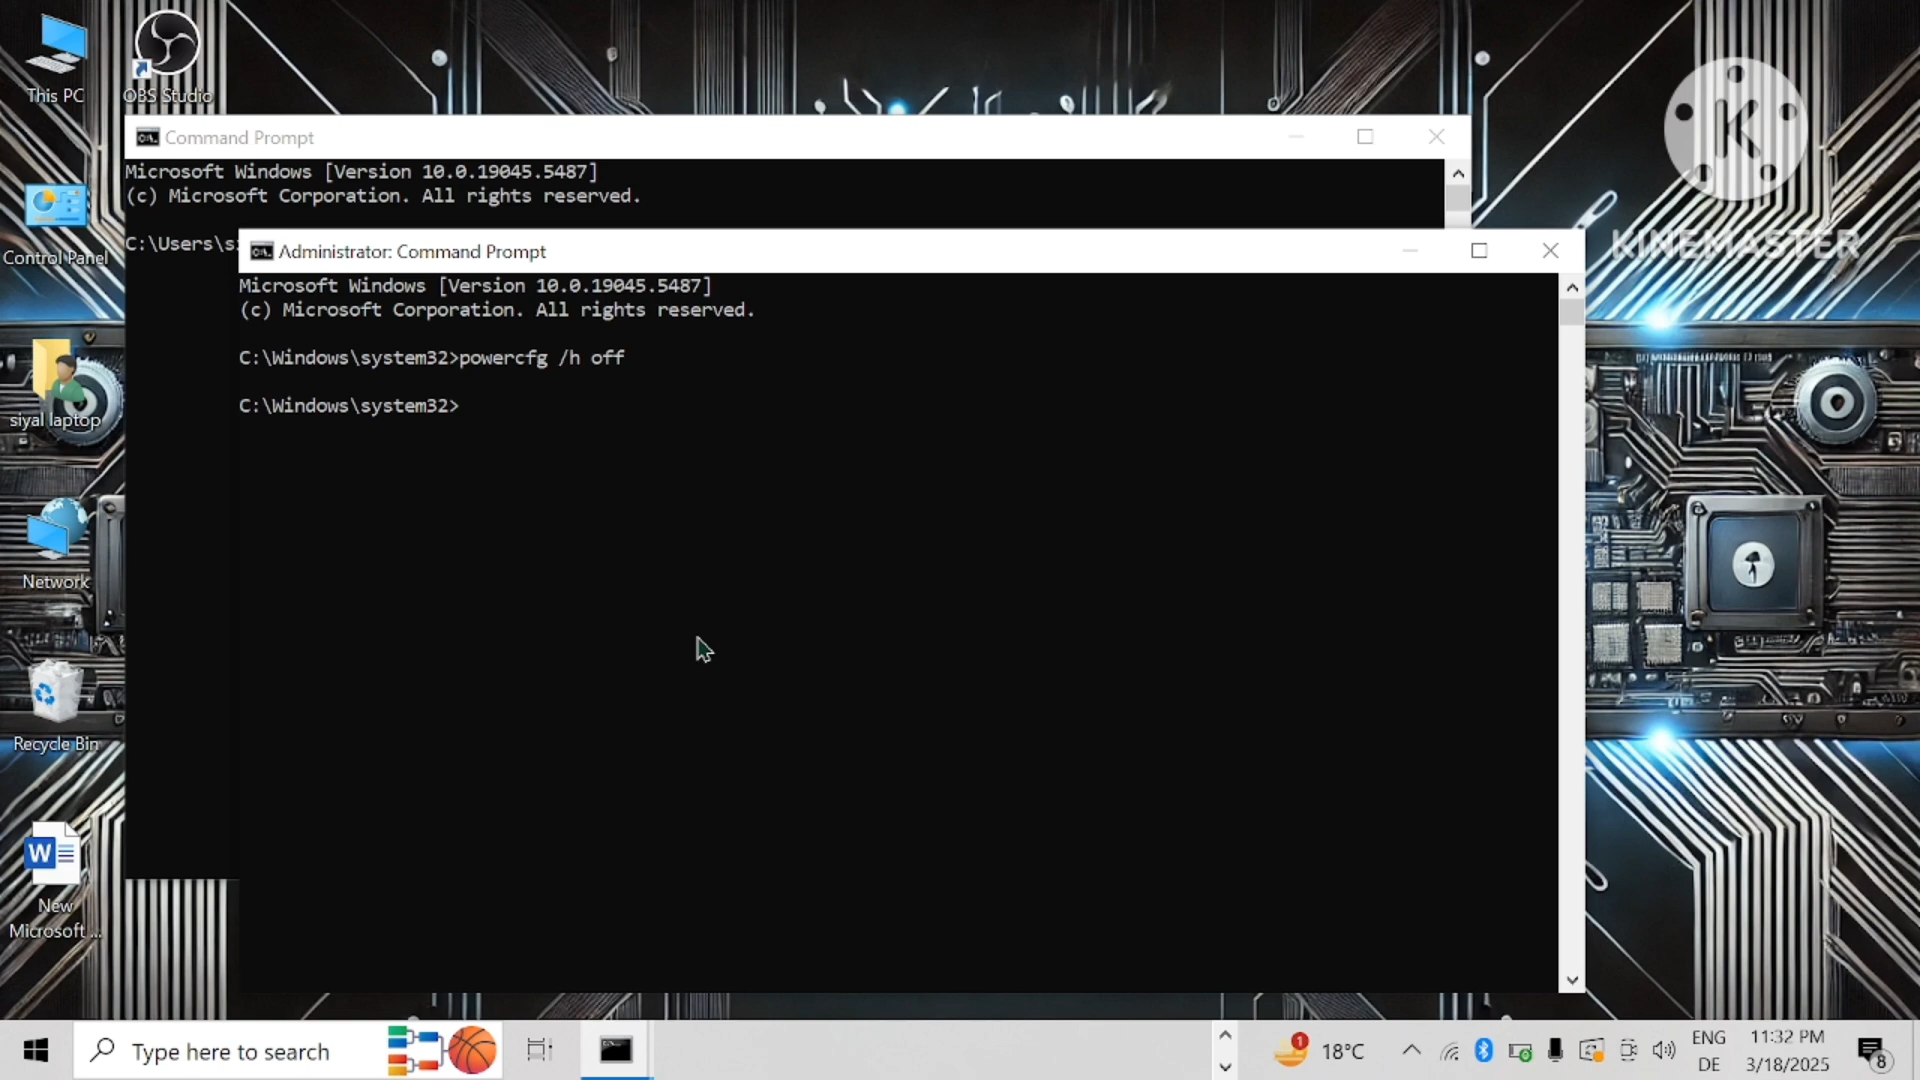 This PC
OBS Studio
Command Prompt
Microsoft Windows [Version 10.0.19045.5487]
(c) Microsoft Corporation. All rights reserved.
C:\Users\s
Control Panel
KINEMASTER
K
Administrator: Command Prompt
Microsoft Windows [Version 10.0.19045.5487]
(c) Microsoft Corporation. All rights reserved.
C:\Windows\system32>powercfg /h off
C:\Windows\system32>
siyal laptop
Network
Recycle Bin
W
New
Microsoft ...
Type here to search
1
18°C
ENG
DE
11:32 PM
3/18/2025
8